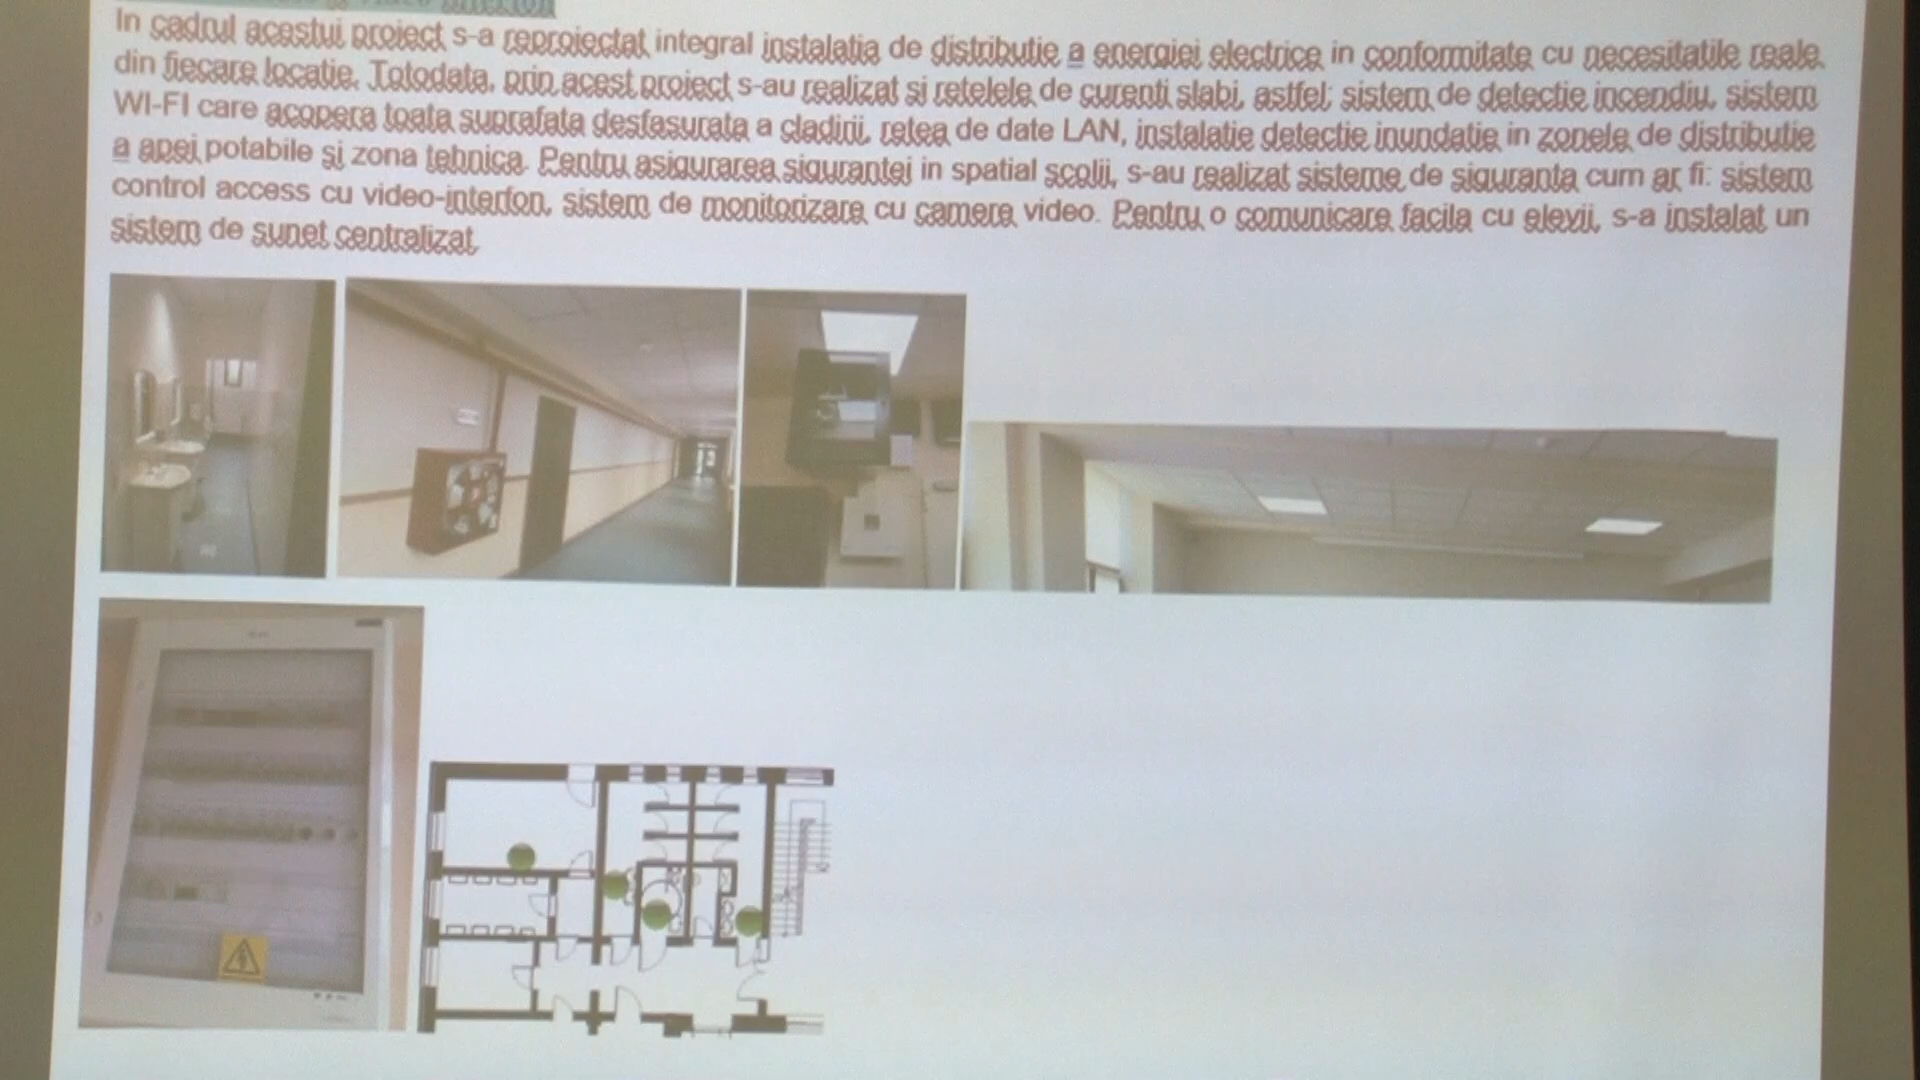 video interfon
In cadrul acestui proiect s-a reproiectat integral instalatia de distributie a energiei electrice in conformitate cu necesitatile reale
din fiecare locatie. Totodata, prin acest proiect s-au realizat si retelele de curenti slabi, astfel: sistem de detectie incendiu, sistem
WI-FI care acopera toata suprafata desfasurata a cladirii, retea de date LAN, instalatie detectie inundatie in zonele de distributie
a apei potabile si zona tehnica. Pentru asigurarea sigurantei in spatial scolii, s-au realizat sisteme de siguranta cum ar fi: sistem
control access cu video-interfon, sistem de monitorizare cu camere video. Pentru o comunicare facila cu elevii, s-a instalat un
sistem de sunet centralizat